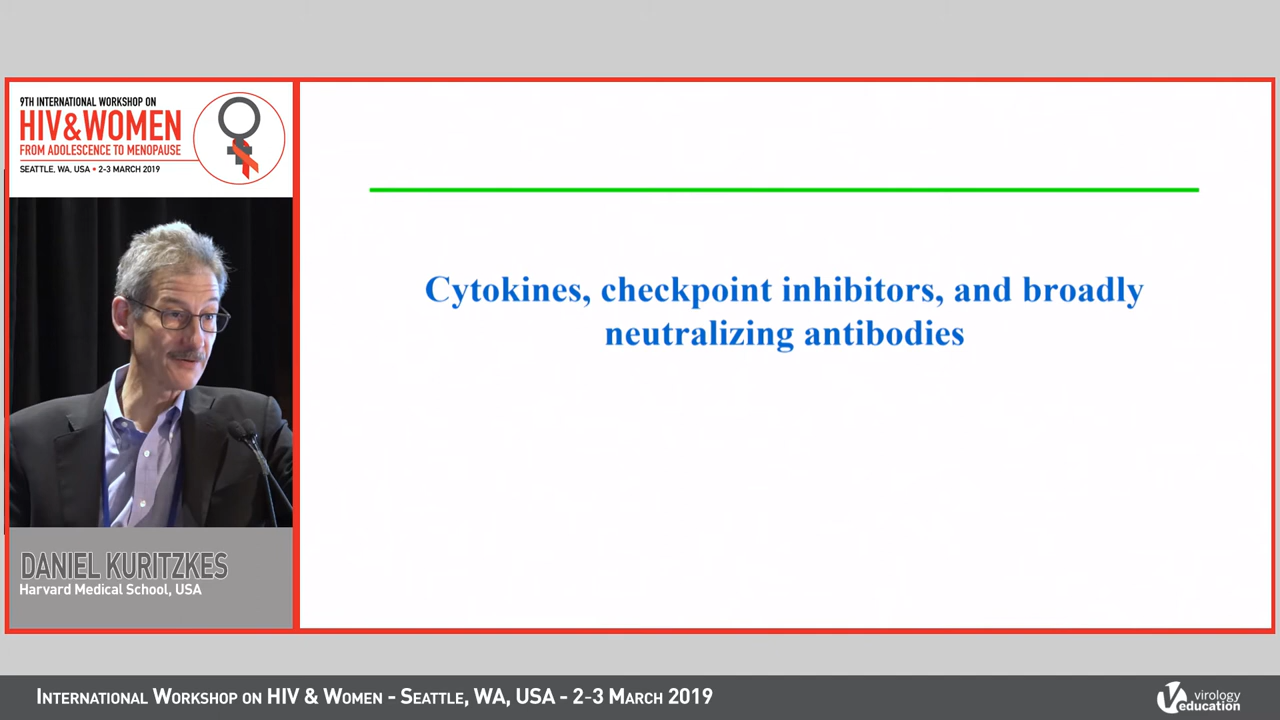 9TH INTERNATIONAL WORKSHOP ON
HIV&WOMEN
FROM ADOLESCENCE TO MENOPAUSE
SEATTLE, WA, USA • 2-3 MARCH 2019
Cytokines, checkpoint inhibitors, and broadly
neutralizing antibodies
DANIEL KURITZKES
Harvard Medical School, USA
INTERNATIONAL WORKSHOP ON HIV & WOMEN - SEATTLE, WA, USA - 2-3 MARCH 2019
virology
education